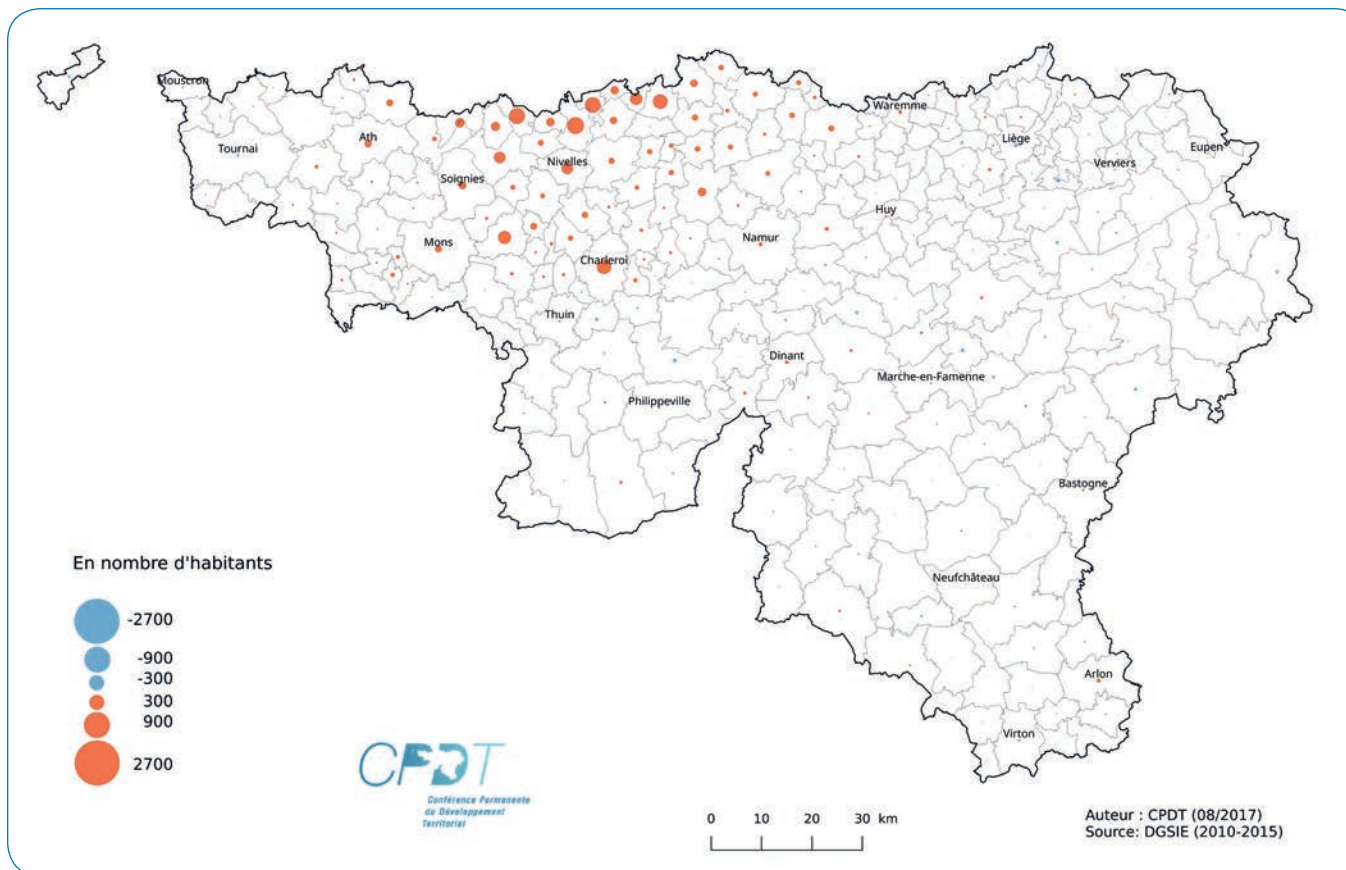 Mouscron
Waremme
Ath
Liège
Tournai
Eupen
Nivelles
Verviers
Soignies
Huy
Mons
Namur
Charleroi
Thuin
Dinant
Marche-en-Famenne
Philippeville
Bastogne
Neufchâteau
Arlon
Virton
En nombre d'habitants
-2700
-900
-300
300
900
2700
CPDT
Conférence Permanente
du Développement
Territorial
0 10 20 30 km
Auteur : CPDT (08/2017)
Source: DGSIE (2010-2015)